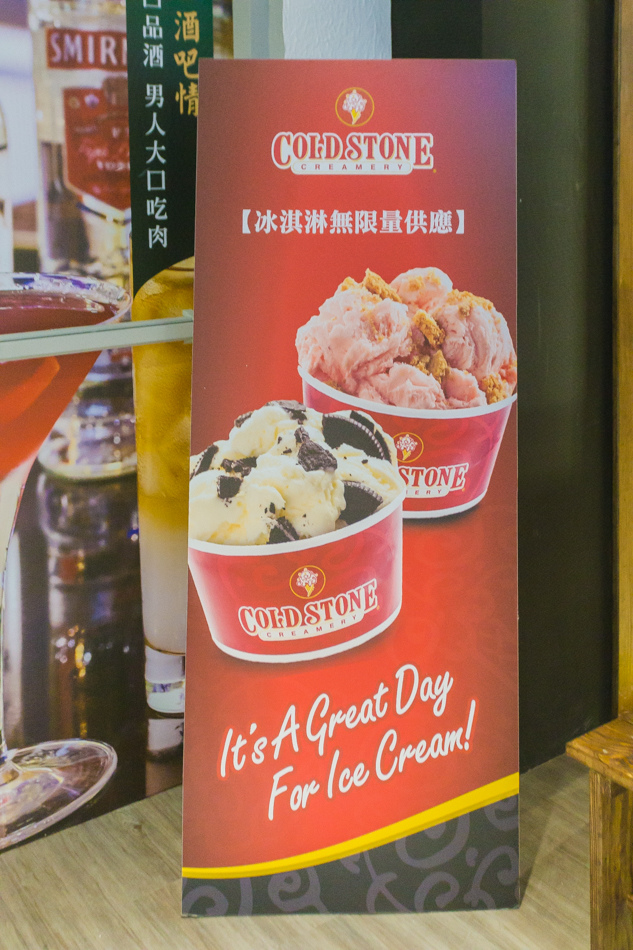 SMIRN
品酒 男人大口吃肉
酒吧情
COLD STONE
CREAMERY
【冰淇淋無限量供應】
STONE
ERY
COLD STONE
CREAMERY
It's A Great Day
For Ice Cream!